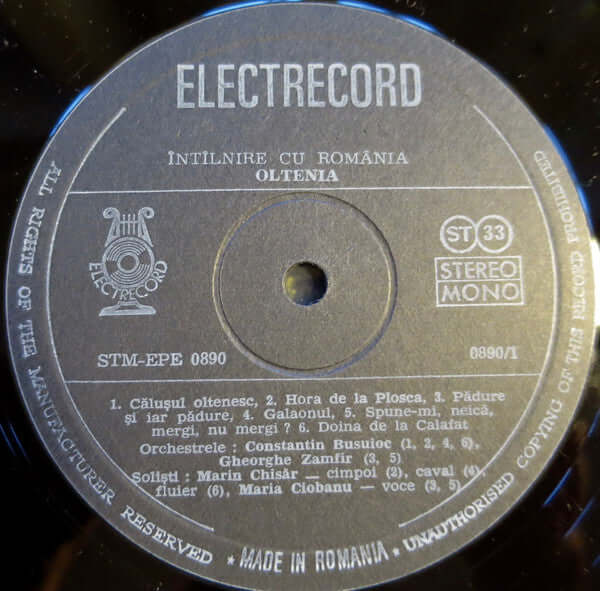 ELECTRECORD
ÎNTÎLNIRE CU ROMÂNIA
OLTENIA
ELECTRECORD
ST 33
STEREO
MONO
STM-EPE 0890
0890/I
1. Călușul oltenesc, 2. Hora de la Plosca, 3. Pădure
și iar pădure, 4. Galaonul, 5. Spune-mi, neică,
mergi, nu mergi ? 6. Doina de la Calafat
Orchestrele : Constantin Busuioc (1, 2, 4, 6),
Gheorghe Zamfir (3, 5)
Soliști : Marin Chisăr — cimpoi (2), caval (4),
fluier (6), Maria Ciobanu — voce (3, 5)
ALL RIGHTS OF THE MANUFACTURER RESERVED ★ MADE IN ROMANIA ★ UNAUTHORISED COPYING OF THIS RECORD PROHIBITED